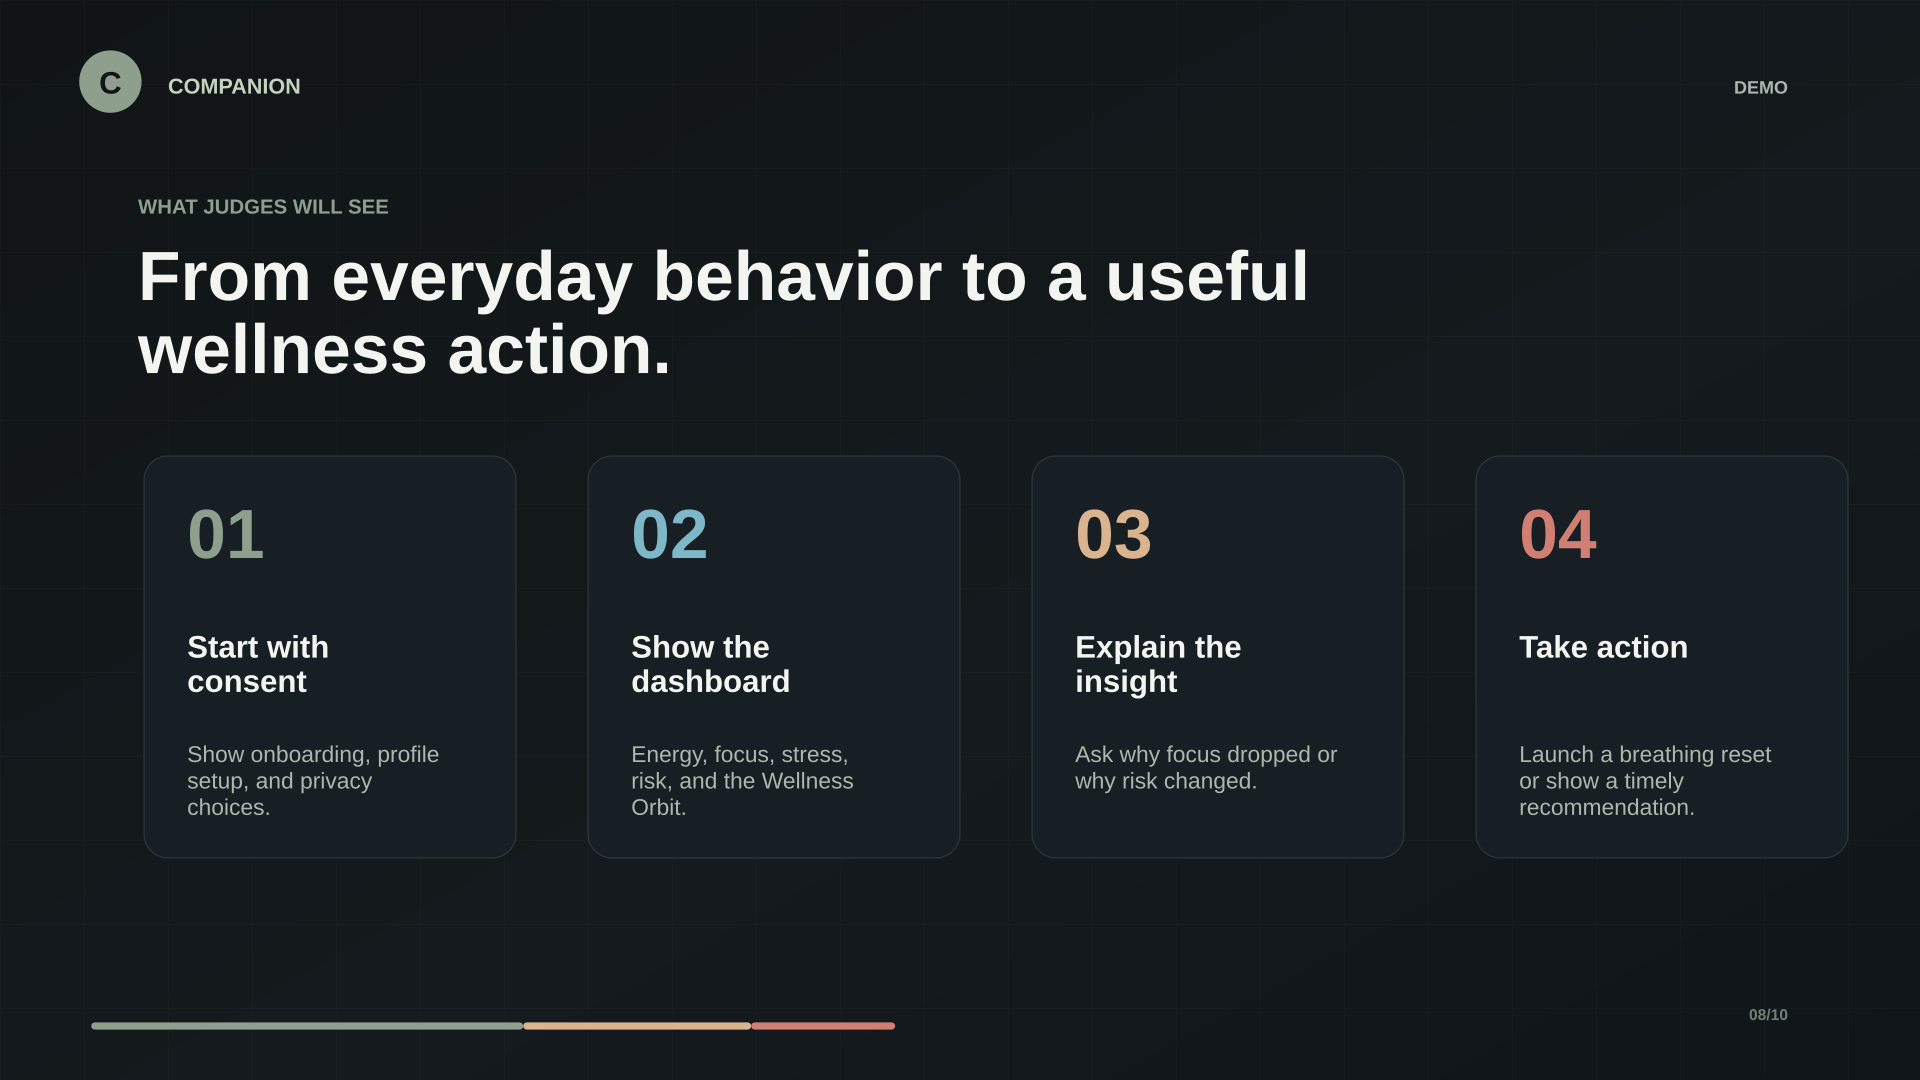 C
COMPANION
DEMO
WHAT JUDGES WILL SEE
From everyday behavior to a useful
wellness action.
01
Start with
consent
Show onboarding, profile
setup, and privacy
choices.
02
Show the
dashboard
Energy, focus, stress,
risk, and the Wellness
Orbit.
03
Explain the
insight
Ask why focus dropped or
why risk changed.
04
Take action
Launch a breathing reset
or show a timely
recommendation.
08/10